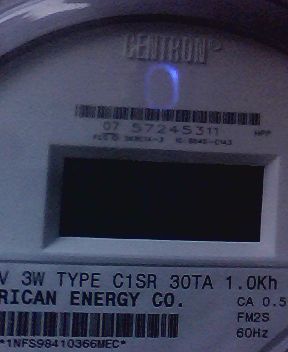 CENTRON
07 57245311
V 3W TYPE C1SR 30TA 1.0Kh
RICAN ENERGY CO.
CA 0.5
FM2S
60Hz
*1NFS98410366MEC*